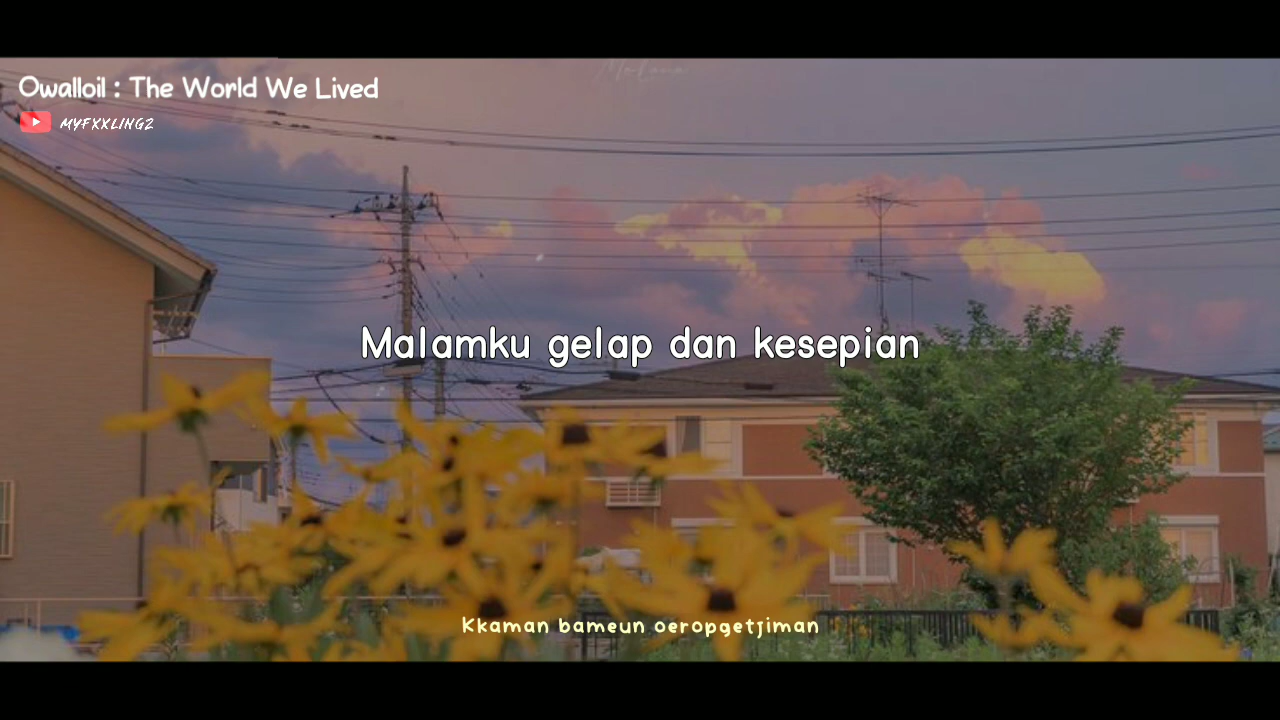 Owalloil : The World We Lived
MYFXXLINGZ
Malamku gelap dan kesepian
Kkaman bameun oeropgetjiman